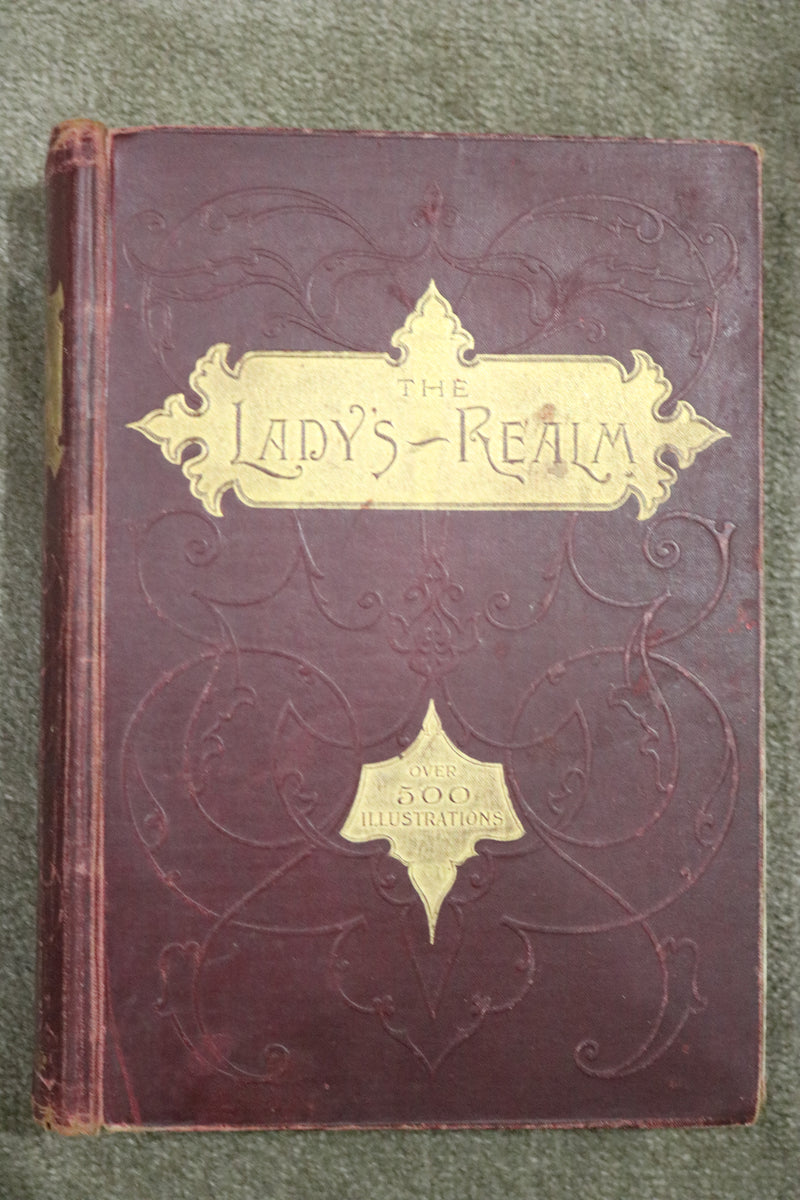 THE
LADY'S ~ REALM
OVER
500
ILLUSTRATIONS